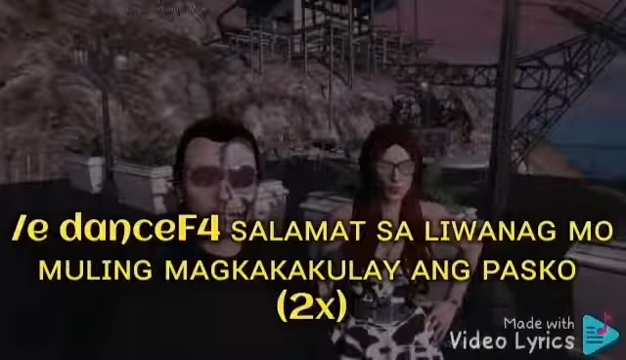 /e danceF4 SALAMAT SA LIWANAG MO
MULING MAGKAKAKULAY ANG PASKO
(2x)
Made with
Video Lyrics